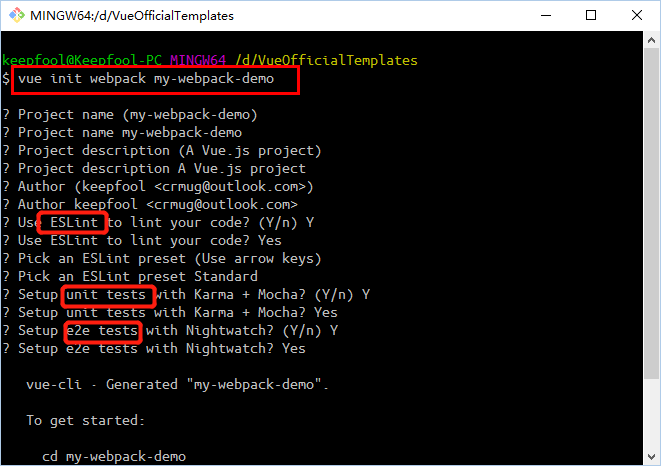 MINGW64:/d/VueOfficialTemplates
keepfool@Keepfool-PC MINGW64 /d/VueOfficialTemplates
$ vue init webpack my-webpack-demo
? Project name (my-webpack-demo)
? Project name my-webpack-demo
? Project description (A Vue.js project)
? Project description A Vue.js project
? Author (keepfool <crmug@outlook.com>)
? Author keepfool <crmug@outlook.com>
? Use ESLint to lint your code? (Y/n) Y
? Use ESLint to lint your code? Yes
? Pick an ESLint preset (Use arrow keys)
? Pick an ESLint preset Standard
? Setup unit tests with Karma + Mocha? (Y/n) Y
? Setup unit tests with Karma + Mocha? Yes
? Setup e2e tests with Nightwatch? (Y/n) Y
? Setup e2e tests with Nightwatch? Yes
vue-cli · Generated "my-webpack-demo".
To get started:
cd my-webpack-demo